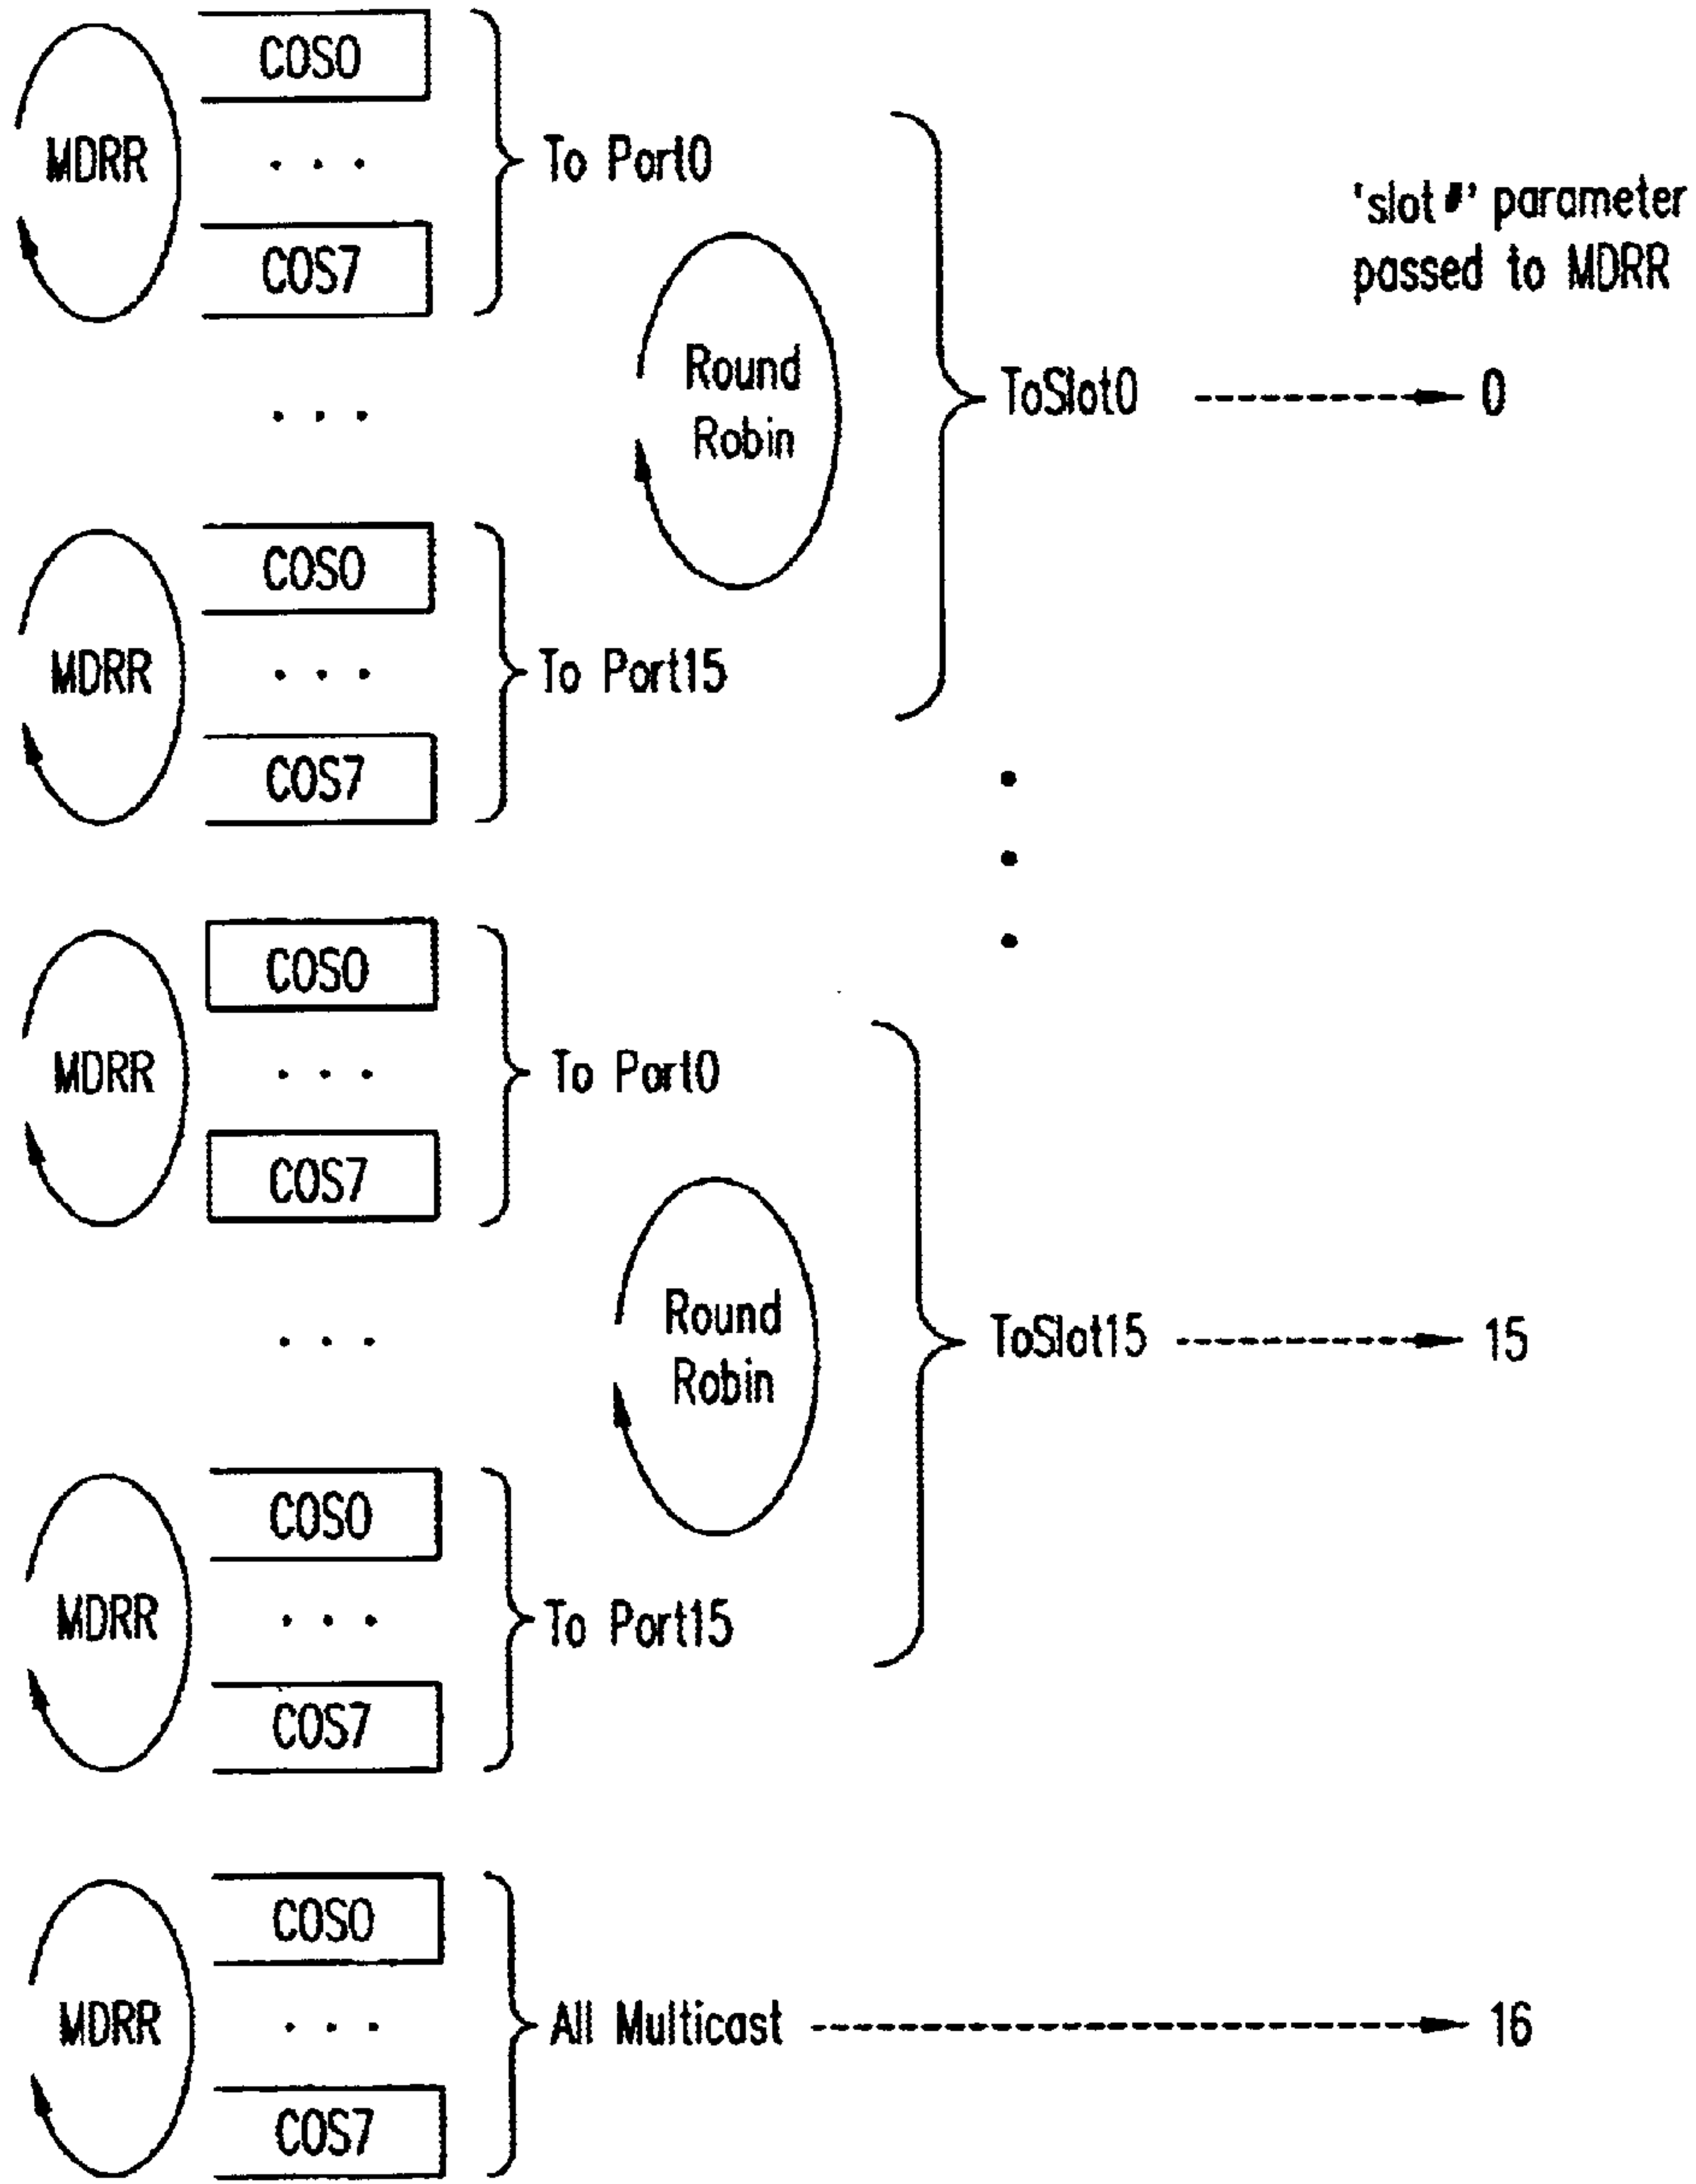 COS0
MDRR
. . .
To Port0
COS7
'slot #' parameter
passed to MDRR
Round
Robin
ToSlot0
0
. . .
COS0
MDRR
. . .
To Port15
COS7
COS0
MDRR
. . .
To Port0
COS7
Round
Robin
ToSlot15
15
. . .
COS0
MDRR
. . .
To Port15
COS7
COS0
MDRR
. . .
All Multicast
16
COS7